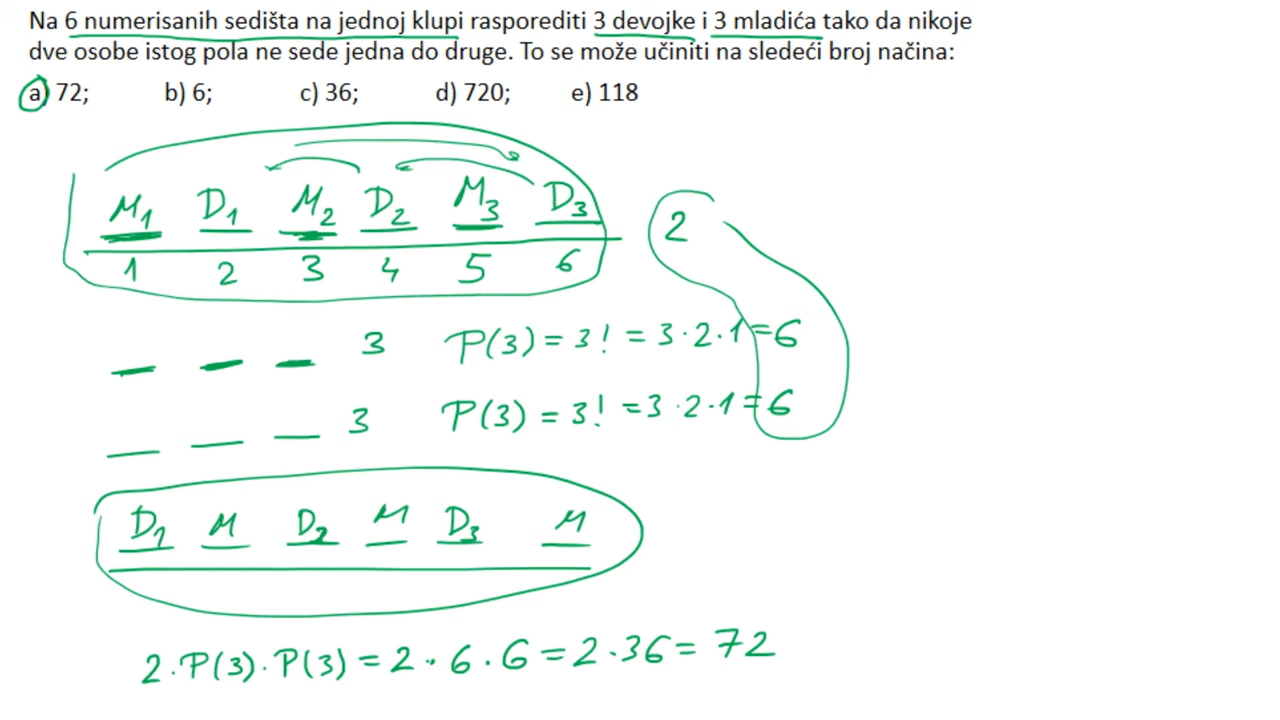 Na 6 numerisanih sedišta na jednoj klupi rasporediti 3 devojke i 3 mladića tako da nikoje
dve osobe istog pola ne sede jedna do druge. To se može učiniti na sledeći broj načina:
a) 72; b) 6; c) 36; d) 720; e) 118
M₁ D₁ M₂ D₂ M₃ D₃ 2
1 2 3 4 5 6
3 P(3) = 3! = 3·2·1 = 6
3 P(3) = 3! = 3·2·1 = 6
D₁ M D₂ M D₃ M
2·P(3)·P(3) = 2·6·6 = 2·36 = 72